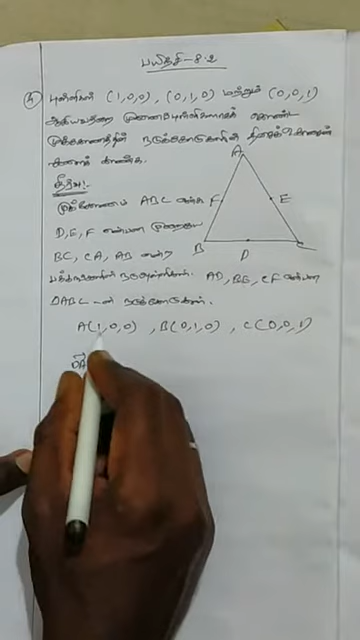 பயிற்சி - 8.2
4) புள்ளிகள் (1,0,0), (0,1,0) மற்றும் (0,0,1)
ஆகியவற்றை முனைப்புள்ளிகளாகக் கொண்ட
முக்கோணத்தின் நடுக்கோடுகளின் திசைக்
காண்க.
தீர்வு:
முக்கோணம் ABC என்க
D, E, F என்பன முறையே
BC, CA, AB என்ற
பக்கங்களின் நடுப்புள்ளிகள். AD, BE, CF என்பன
ΔABC -ன் நடுக்கோடுகள்.
A
F
E
B
D
C
A(1,0,0) , B(0,1,0) , C(0,0,1)
OA